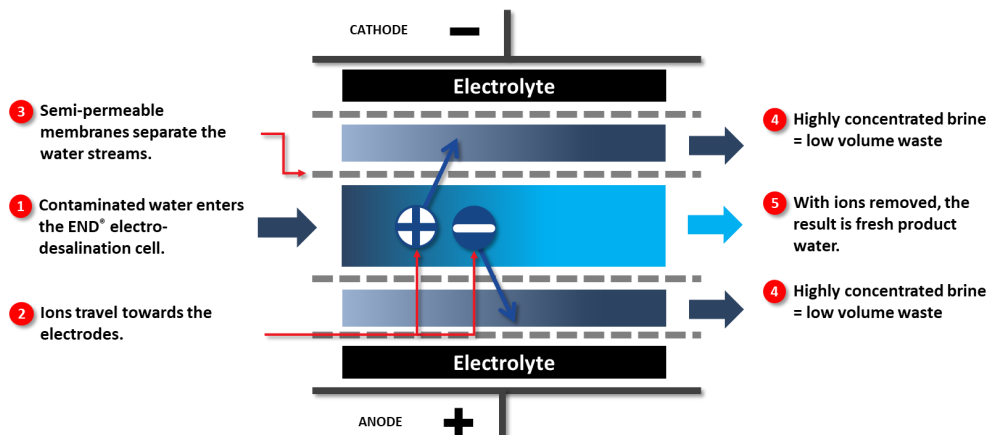 CATHODE
Electrolyte
3 Semi-permeable
membranes separate the
water streams.
4 Highly concentrated brine
= low volume waste
1 Contaminated water enters
the END® electro-
desalination cell.
5 With ions removed, the
result is fresh product
water.
2 Ions travel towards the
electrodes.
4 Highly concentrated brine
= low volume waste
Electrolyte
ANODE